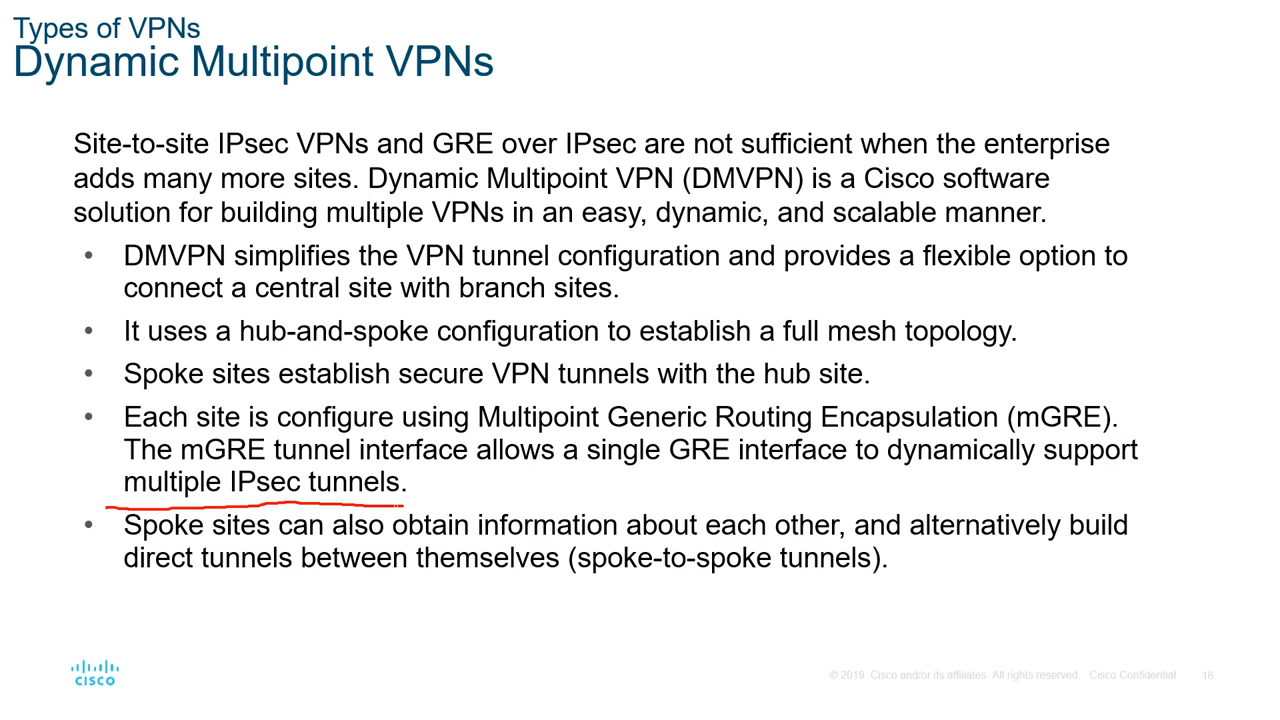 Types of VPNs
Dynamic Multipoint VPNs
Site-to-site IPsec VPNs and GRE over IPsec are not sufficient when the enterprise
adds many more sites. Dynamic Multipoint VPN (DMVPN) is a Cisco software
solution for building multiple VPNs in an easy, dynamic, and scalable manner.
• DMVPN simplifies the VPN tunnel configuration and provides a flexible option to
connect a central site with branch sites.
• It uses a hub-and-spoke configuration to establish a full mesh topology.
• Spoke sites establish secure VPN tunnels with the hub site.
• Each site is configure using Multipoint Generic Routing Encapsulation (mGRE).
The mGRE tunnel interface allows a single GRE interface to dynamically support
multiple IPsec tunnels.
• Spoke sites can also obtain information about each other, and alternatively build
direct tunnels between themselves (spoke-to-spoke tunnels).
CISCO
© 2019 Cisco and/or its affiliates. All rights reserved. Cisco Confidential 16